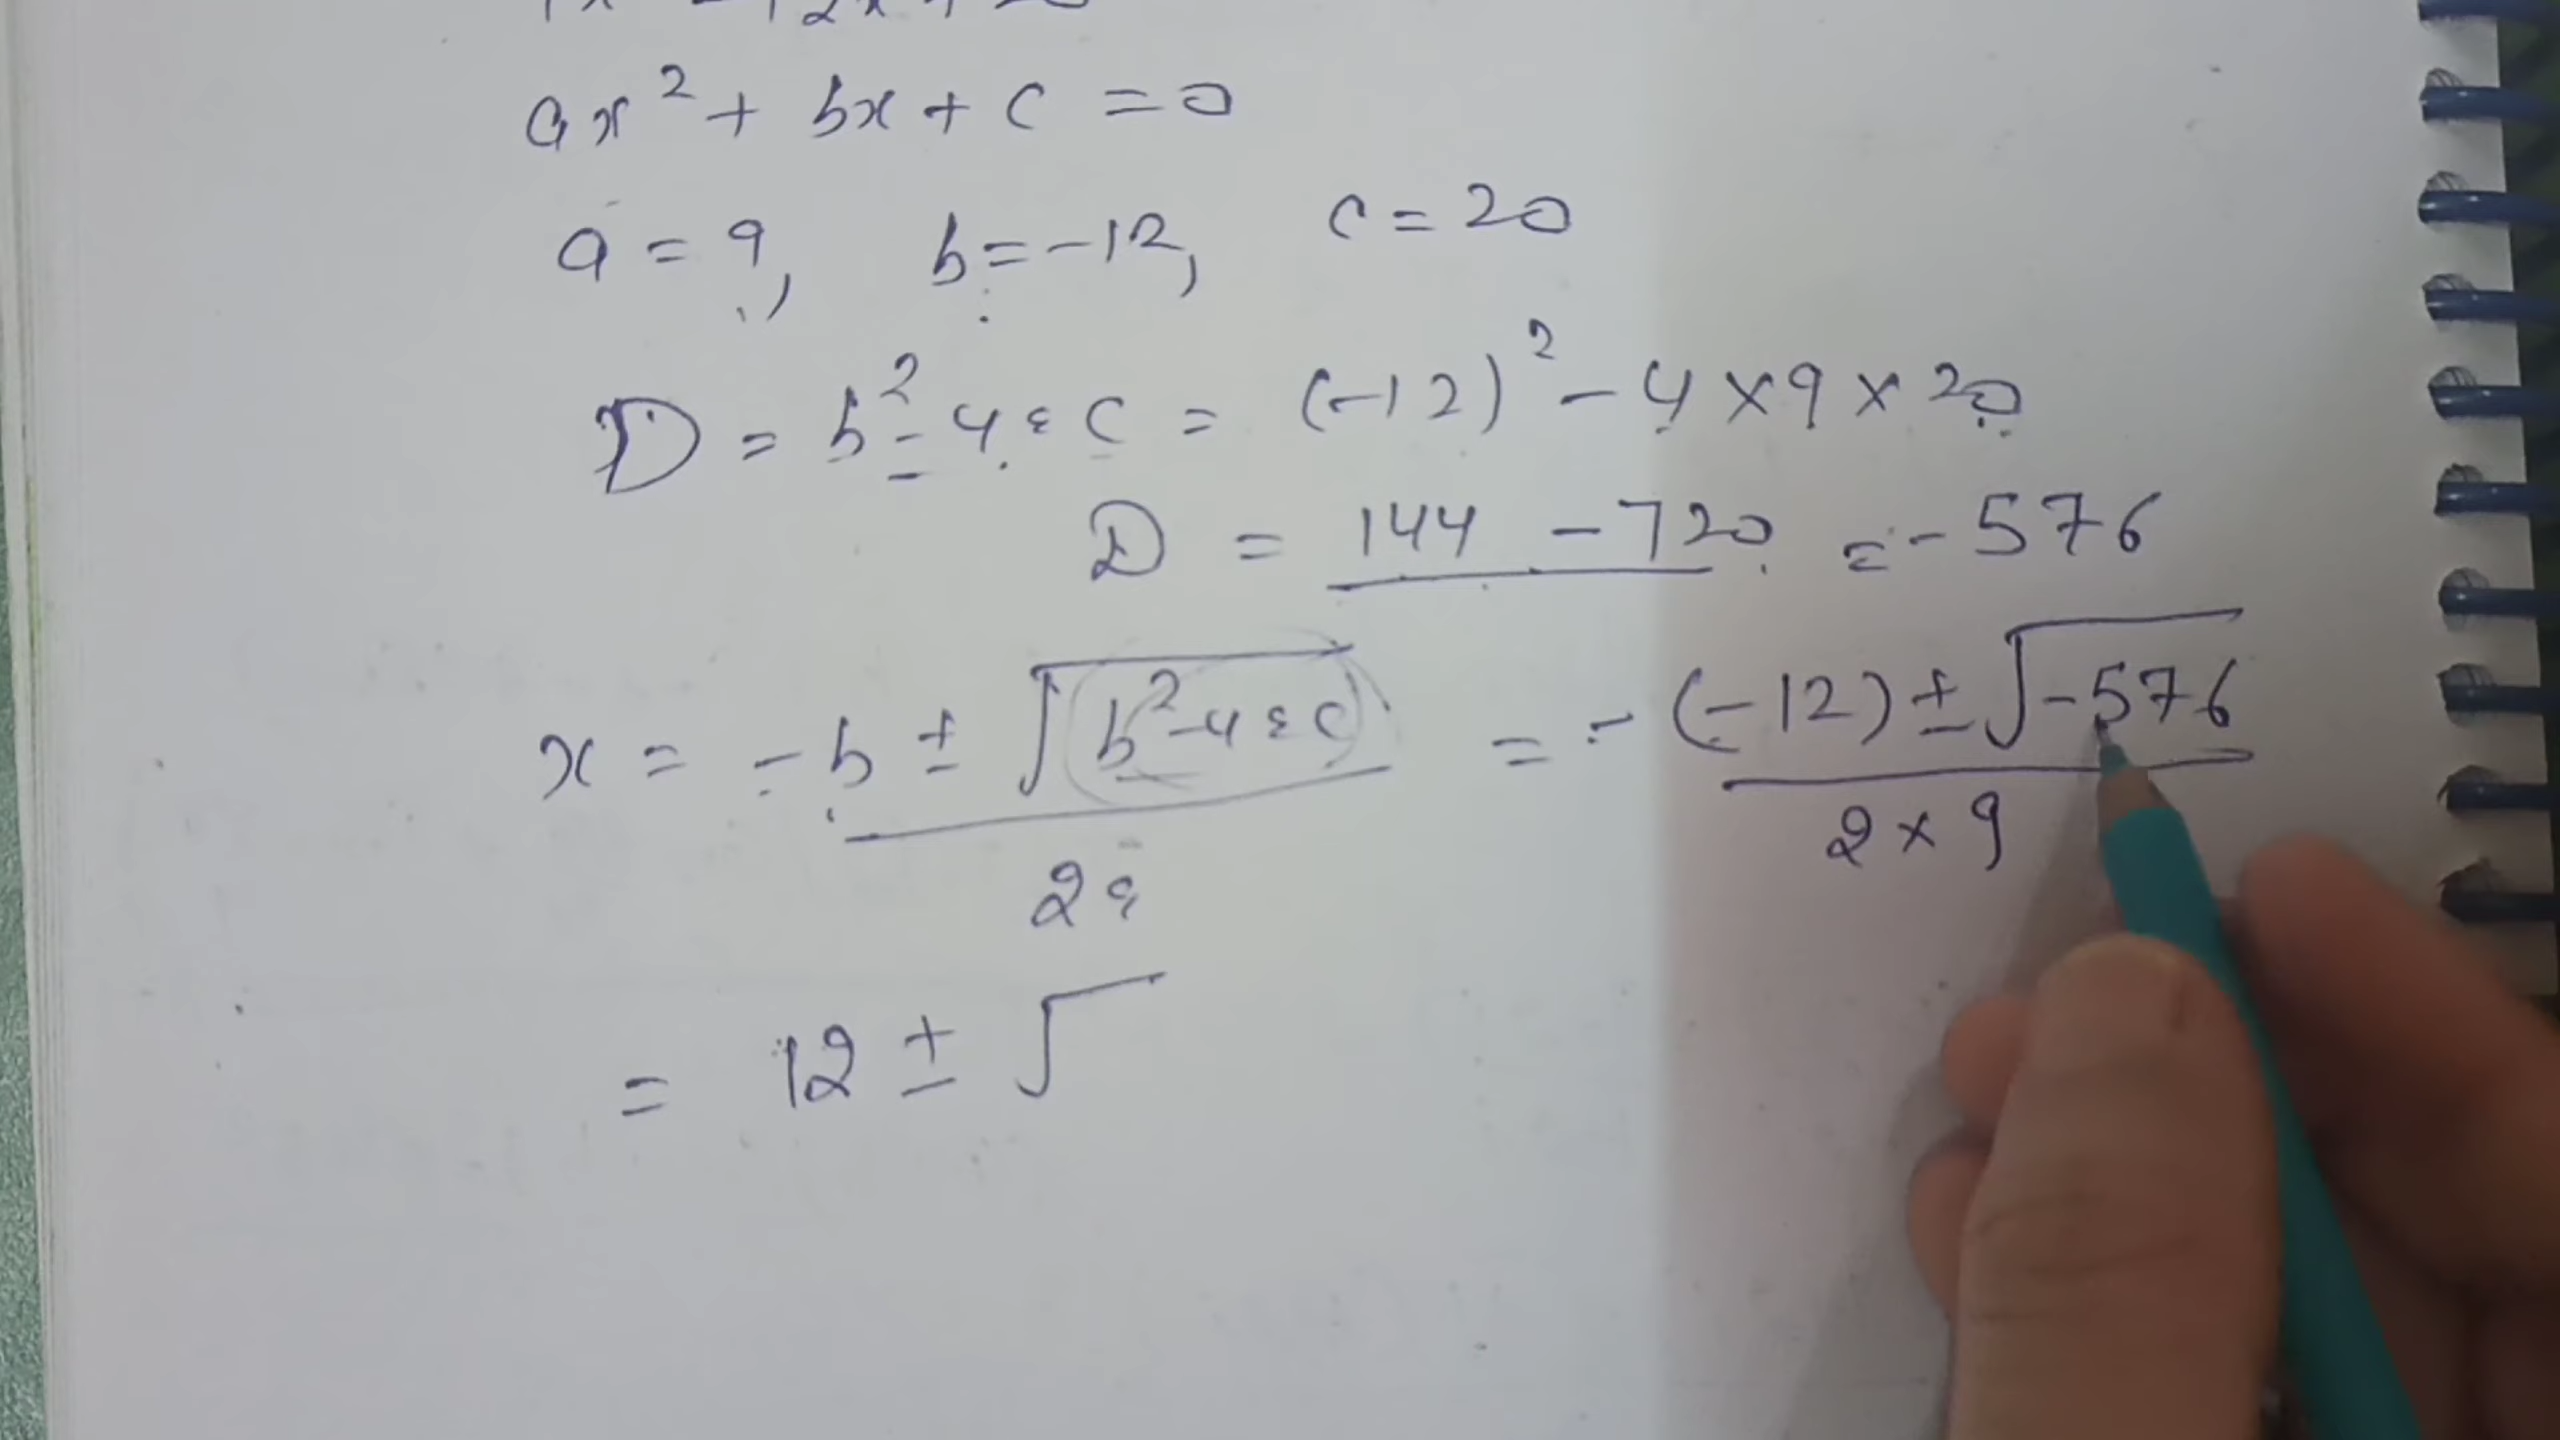 ax² + bx + c = 0
a = 9, b = -12, c = 20
D = b² - 4ac = (-12)² - 4 × 9 × 20
D = 144 - 720 = - 576
x = -b ± √(b² - 4ac) / 2a = -(-12) ± √-576 / 2 × 9
= 12 ± √